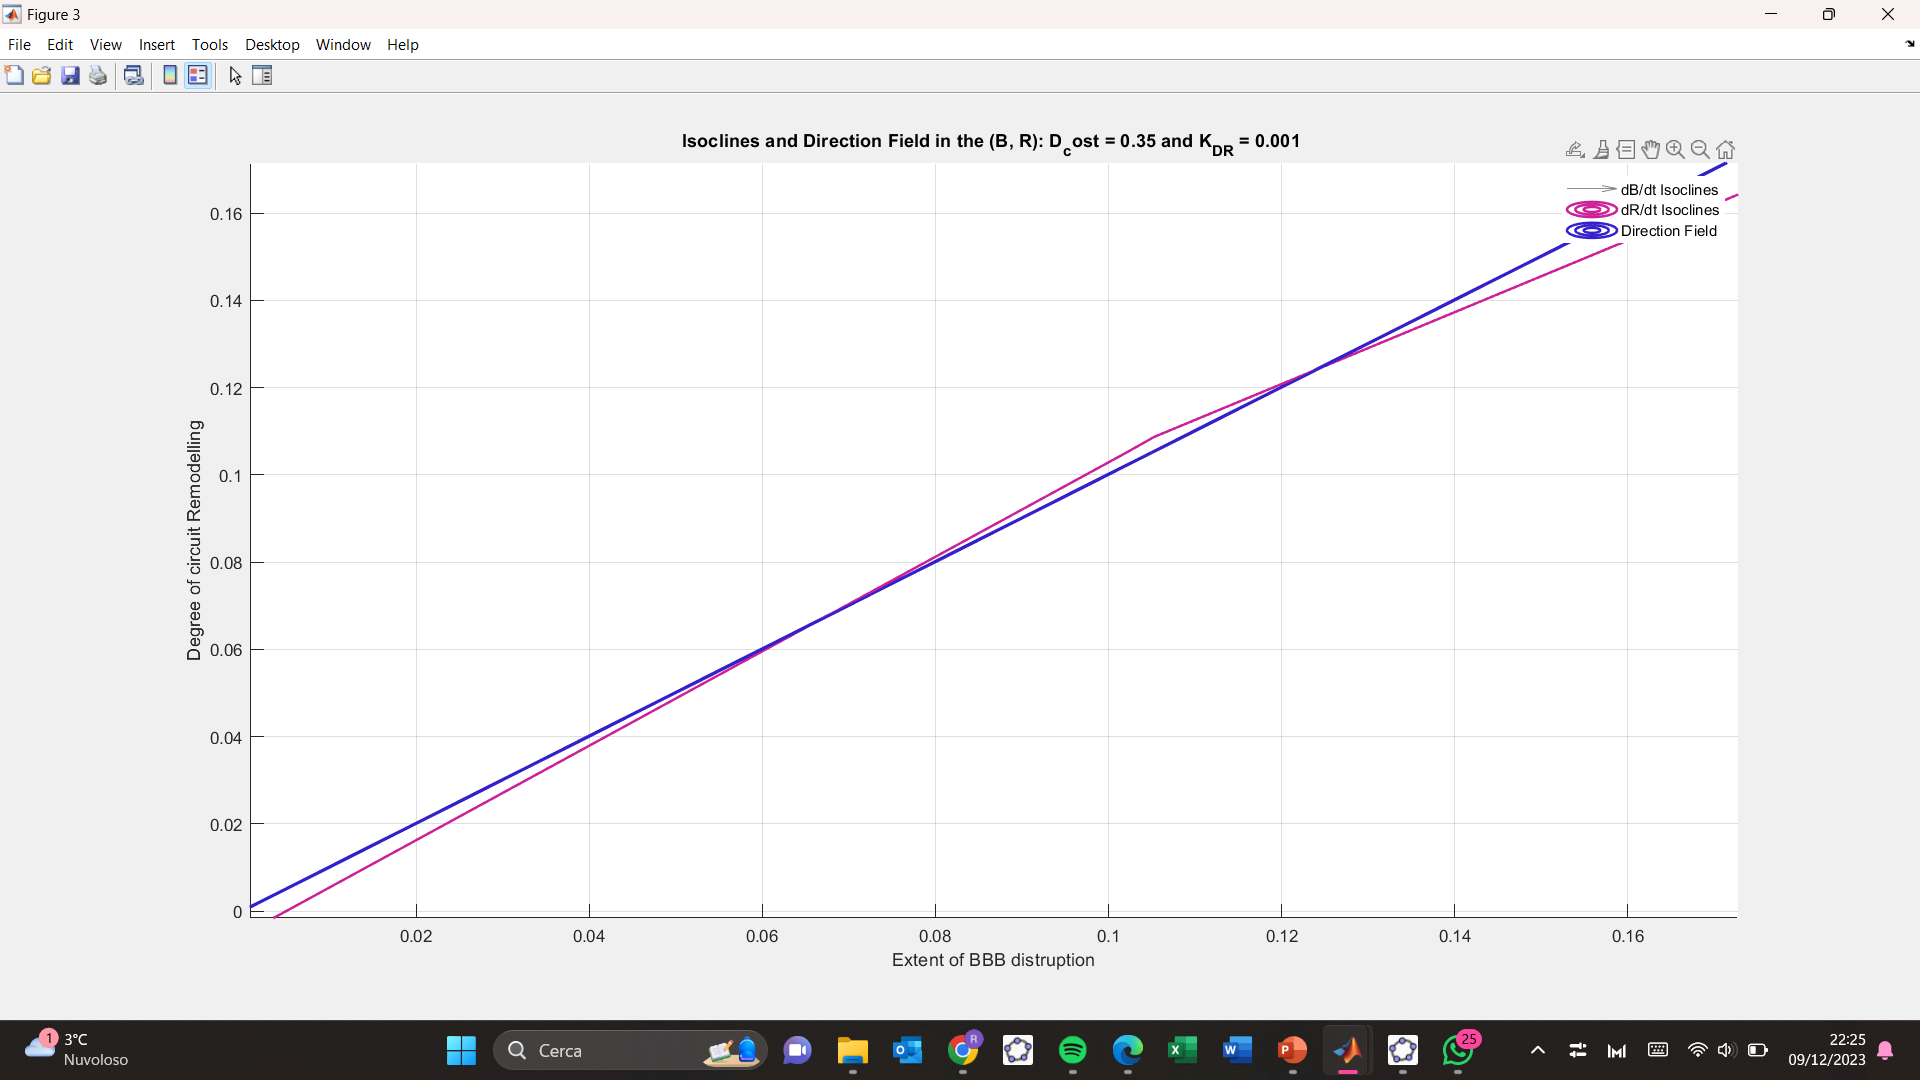 Figure 3
File Edit View Insert Tools Desktop Window Help
Isoclines and Direction Field in the (B, R): D_cost = 0.35 and K_DR = 0.001
dB/dt Isoclines
dR/dt Isoclines
Direction Field
0.16
0.14
0.12
0.1
0.08
0.06
0.04
0.02
0
Degree of circuit Remodelling
0.02 0.04 0.06 0.08 0.1 0.12 0.14 0.16
Extent of BBB distruption
1
3°C
Nuvoloso
Cerca
R
25
22:25
09/12/2023